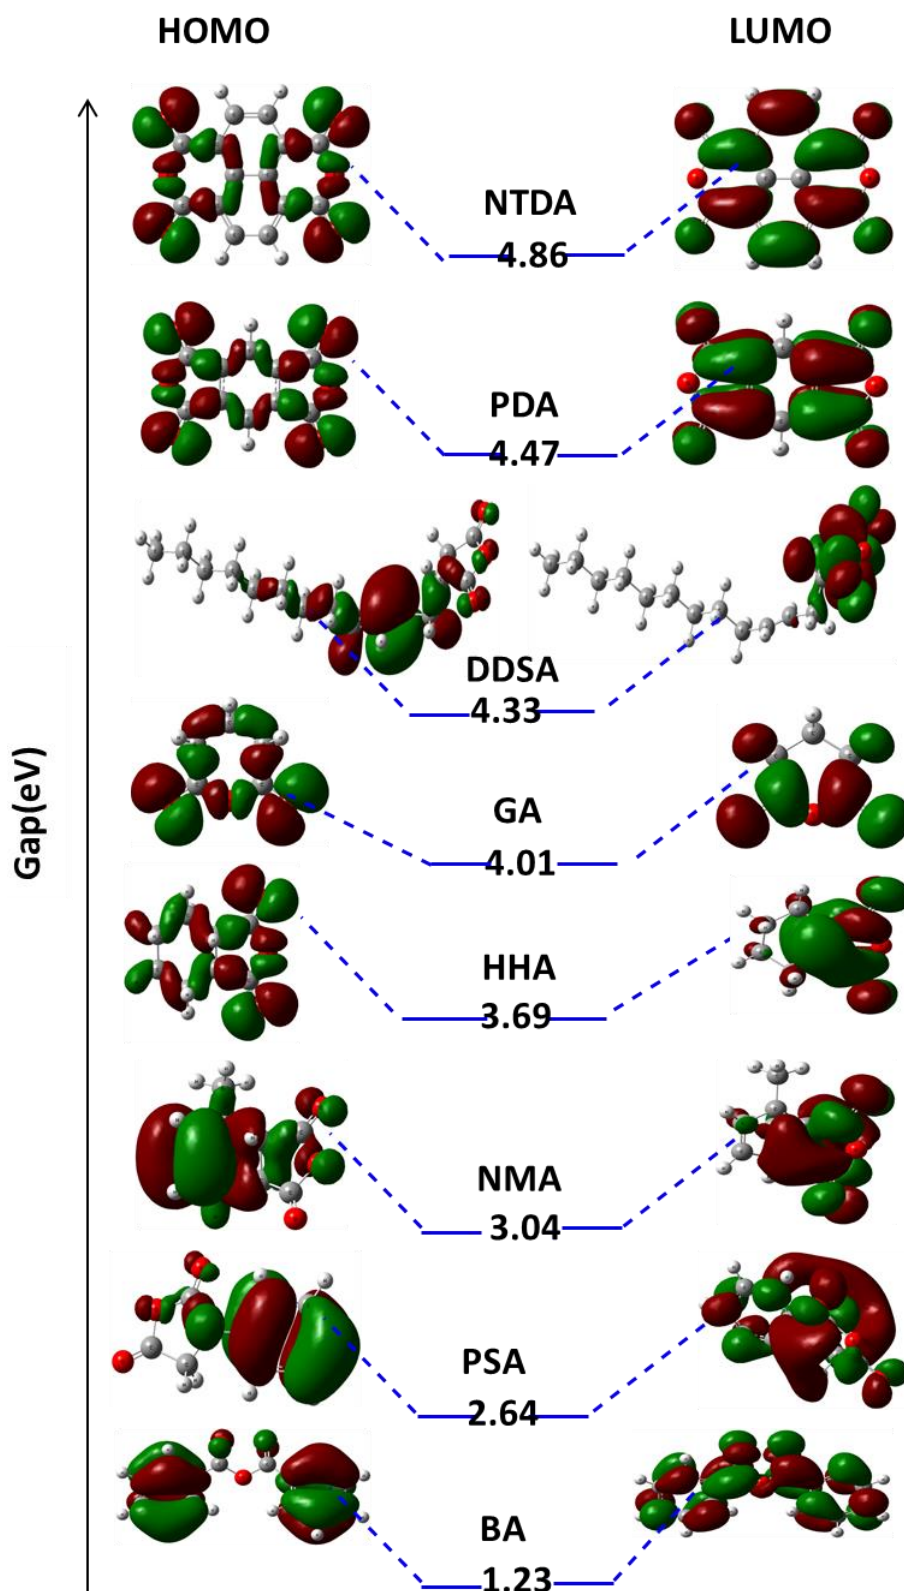 HOMO
LUMO
NTDA
4.86
PDA
4.47
DDSA
4.33
GA
4.01
Gap(eV)
HHA
3.69
NMA
3.04
PSA
2.64
BA
1.23